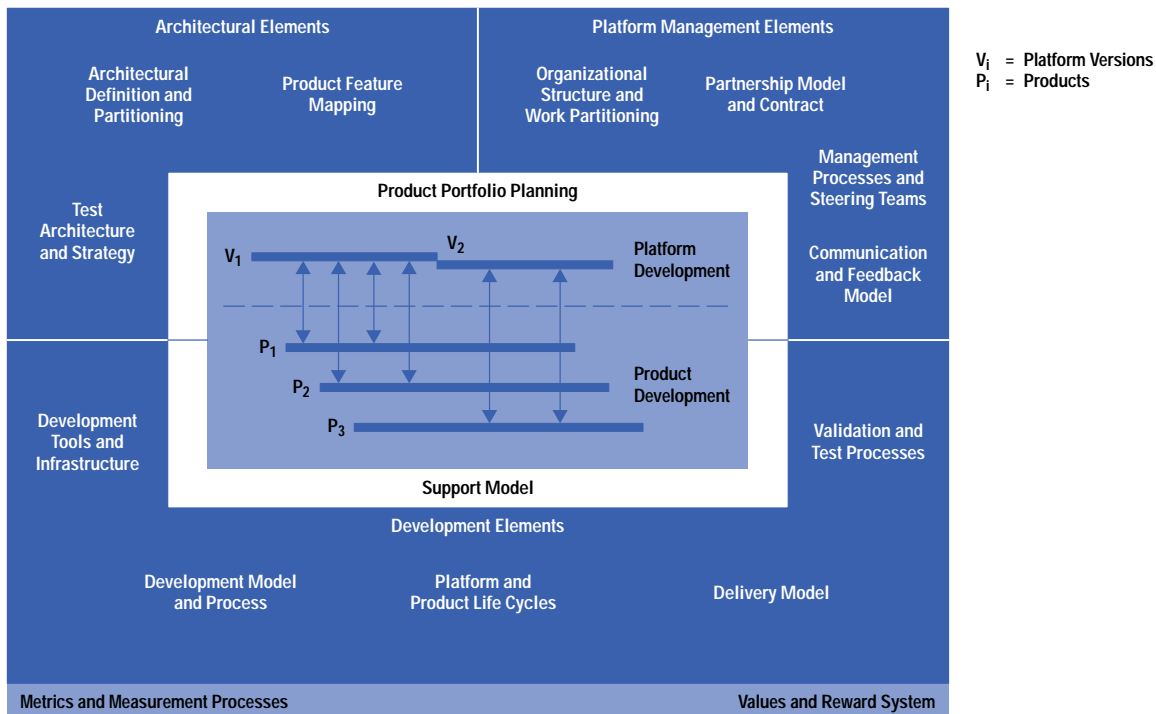 Architectural Elements
Platform Management Elements
Architectural
Definition and
Partitioning
Product Feature
Mapping
Organizational
Structure and
Work Partitioning
Partnership Model
and Contract
Vi = Platform Versions
Pi = Products
Management
Processes and
Steering Teams
Test
Architecture
and Strategy
Communication
and Feedback
Model
Product Portfolio Planning
V1
V2
Platform
Development
P1
P2
P3
Product
Development
Support Model
Development
Tools and
Infrastructure
Validation and
Test Processes
Development Elements
Development Model
and Process
Platform and
Product Life Cycles
Delivery Model
Metrics and Measurement Processes
Values and Reward System